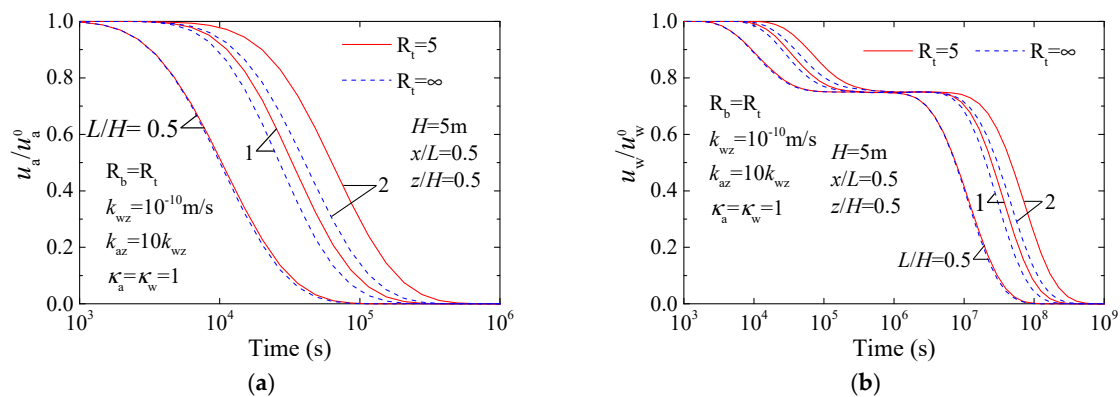 1.0
0.8
0.6
0.4
0.2
0.0
u_a/u_a^0
R_t=5
R_t=∞
L/H= 0.5
1
2
H=5m
x/L=0.5
z/H=0.5
R_b=R_t
k_wz=10^-10 m/s
k_az=10k_wz
κ_a=κ_w=1
10^3 10^4 10^5 10^6
Time (s)
(a)
1.0
0.8
0.6
0.4
0.2
0.0
u_w/u_w^0
R_t=5 R_t=∞
R_b=R_t
k_wz=10^-10 m/s
k_az=10k_wz
κ_a=κ_w=1
H=5m
x/L=0.5
z/H=0.5
1
2
L/H=0.5
10^2 10^3 10^4 10^5 10^6 10^7 10^8 10^9
Time (s)
(b)